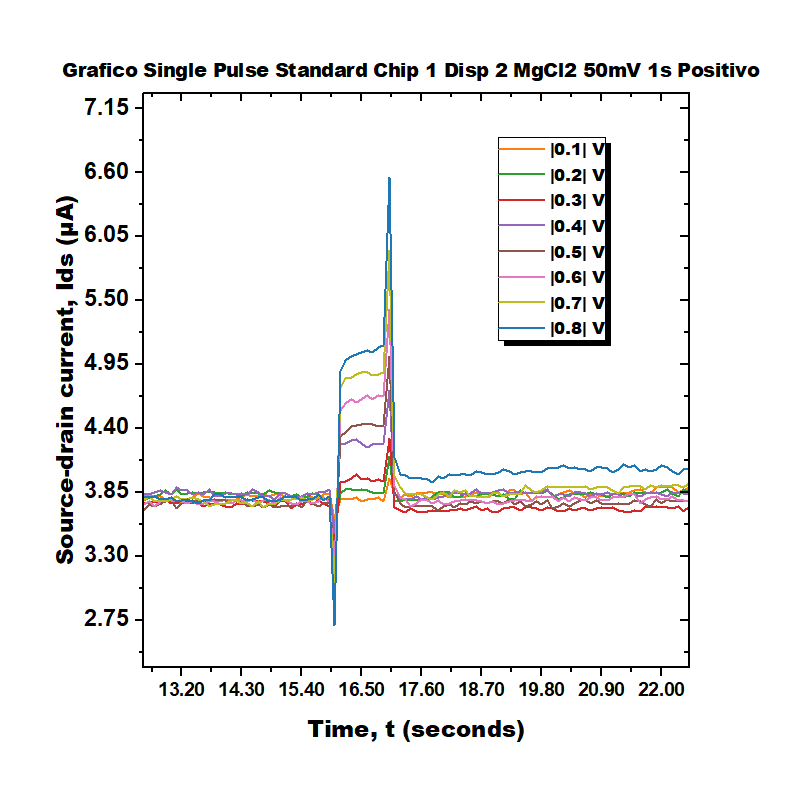 Grafico Single Pulse Standard Chip 1 Disp 2 MgCl2 50mV 1s Positivo
7.15
6.60
6.05
5.50
4.95
4.40
3.85
3.30
2.75
Source-drain current, Ids (µA)
|0.1| V
|0.2| V
|0.3| V
|0.4| V
|0.5| V
|0.6| V
|0.7| V
|0.8| V
13.20 14.30 15.40 16.50 17.60 18.70 19.80 20.90 22.00
Time, t (seconds)